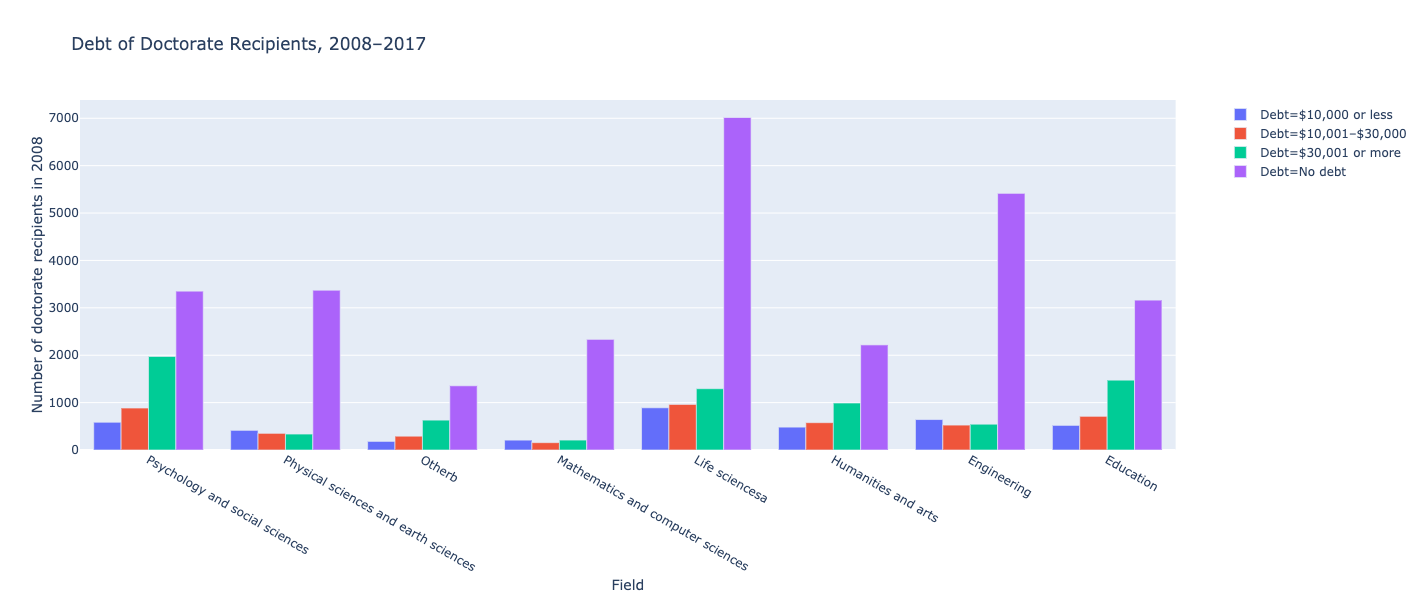 Debt of Doctorate Recipients, 2008–2017
Debt=$10,000 or less
Debt=$10,001–$30,000
Debt=$30,001 or more
Debt=No debt
Number of doctorate recipients in 2008
7000
6000
5000
4000
3000
2000
1000
0
Psychology and social sciences
Physical sciences and earth sciences
Otherb
Mathematics and computer sciences
Life sciencesa
Humanities and arts
Engineering
Education
Field